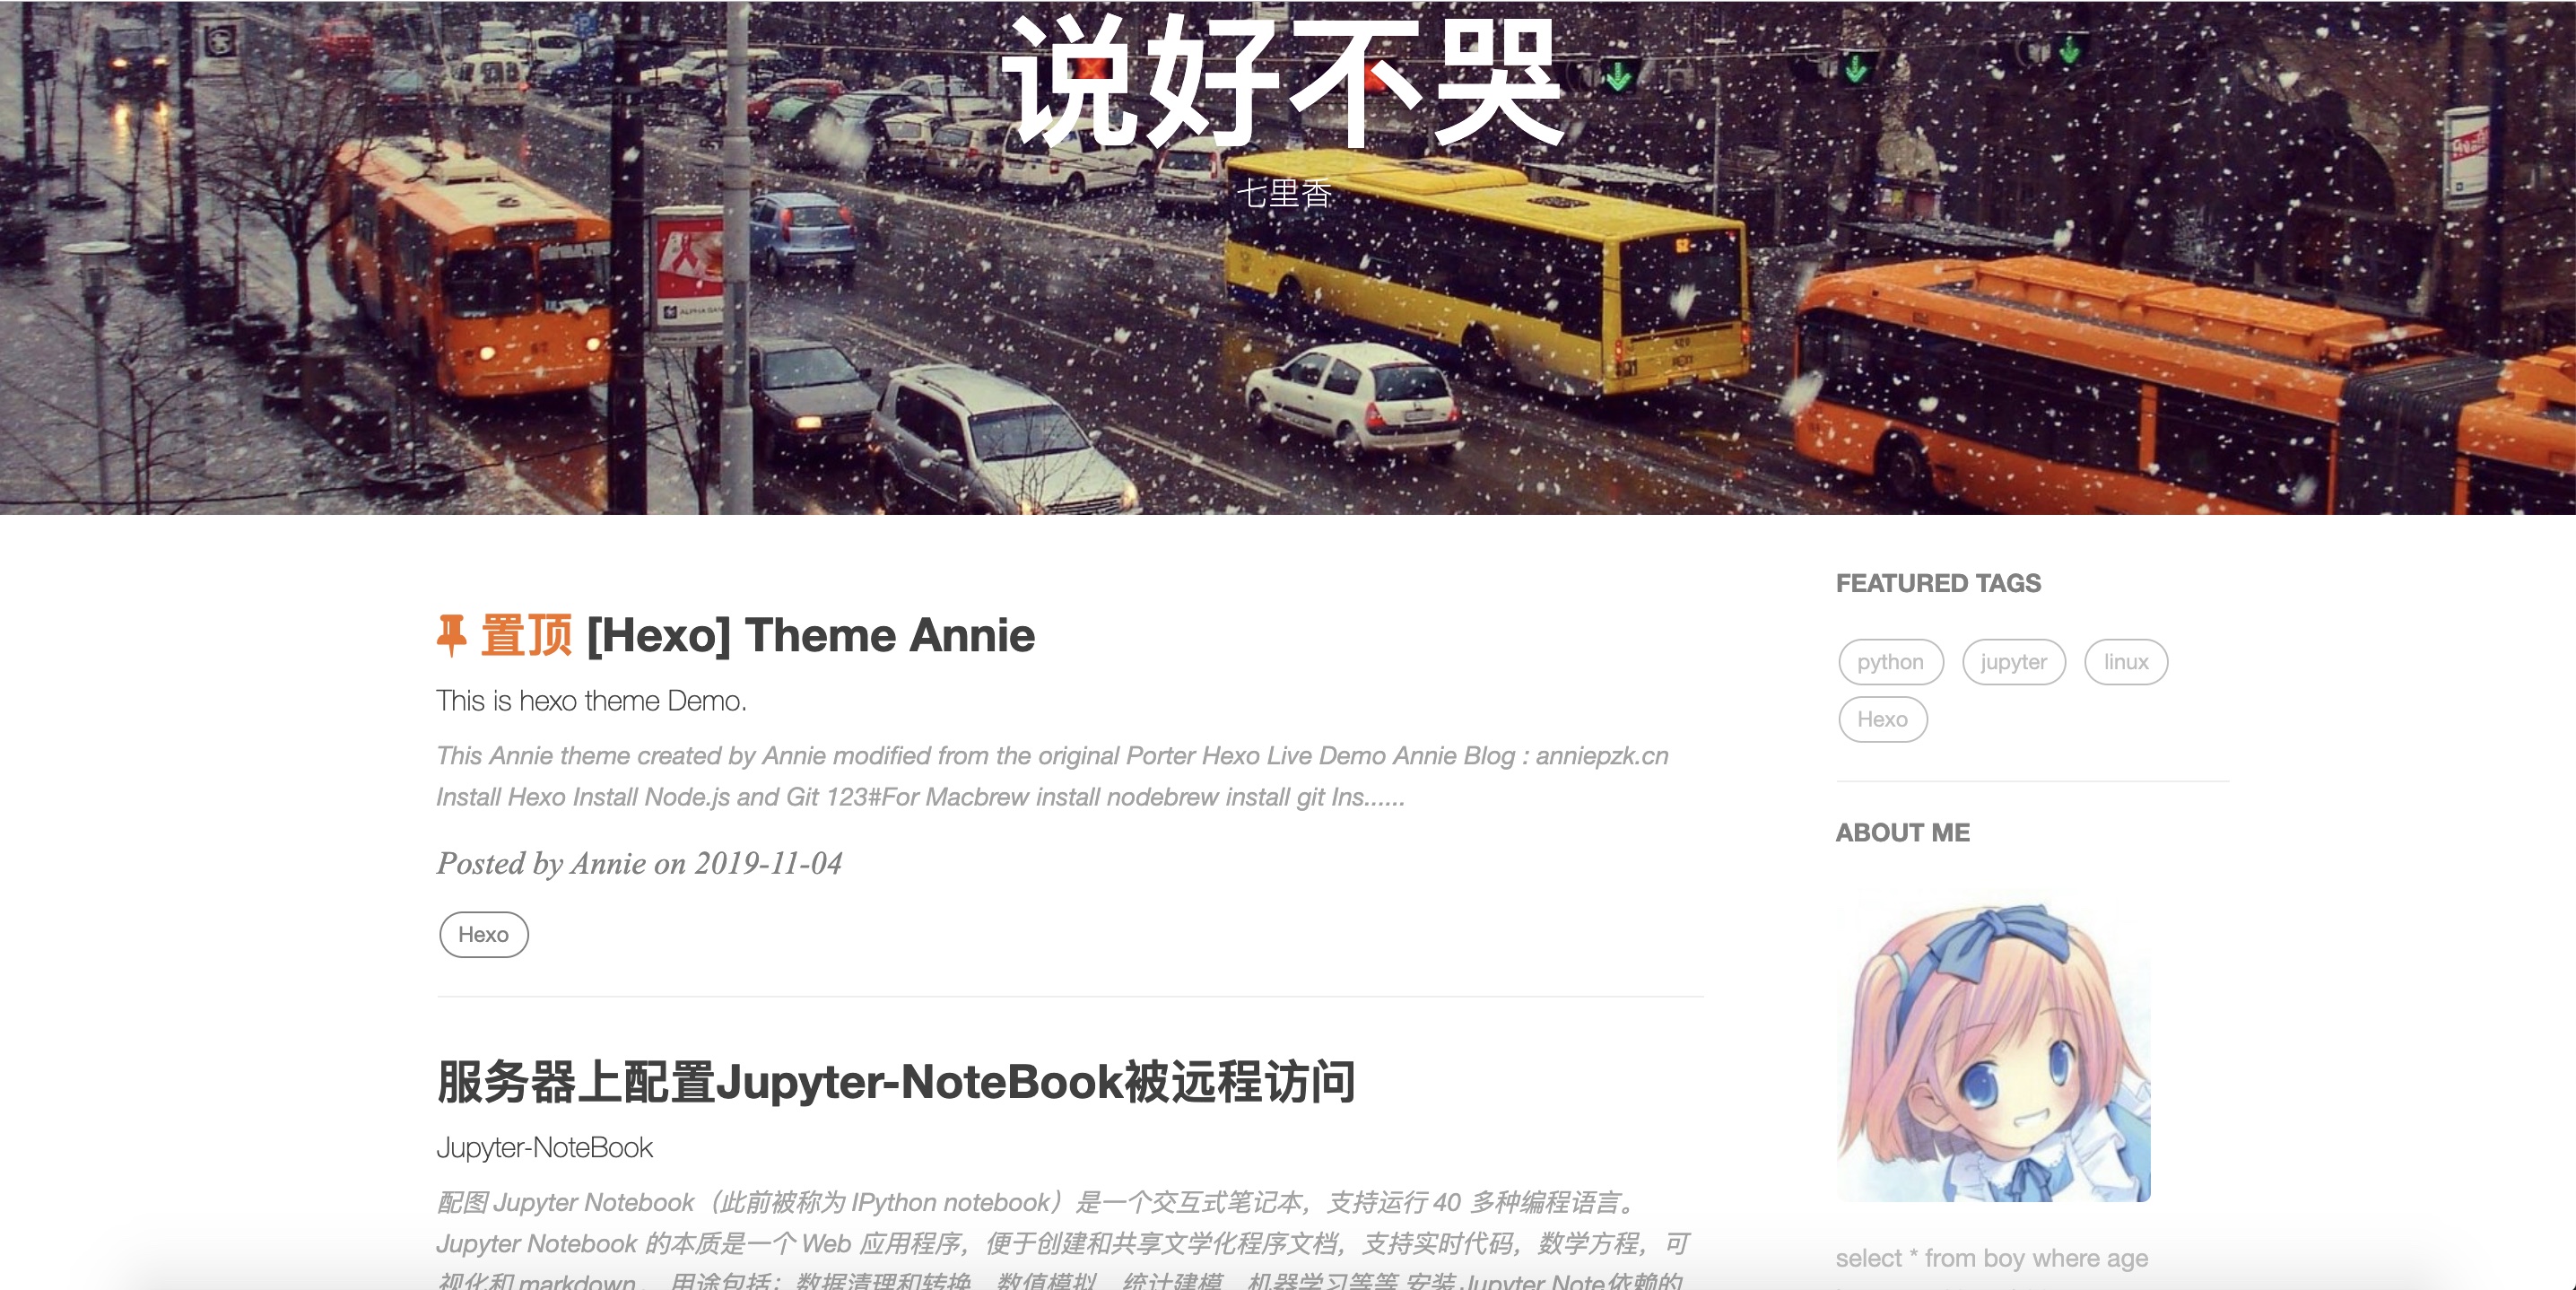 说好不哭
七里香
ALPHA BAN
52
置顶 [Hexo] Theme Annie
This is hexo theme Demo.
This Annie theme created by Annie modified from the original Porter Hexo Live Demo Annie Blog : anniepzk.cn
Install Hexo Install Node.js and Git 123#For Macbrew install nodebrew install git Ins......
Posted by Annie on 2019-11-04
Hexo
服务器上配置Jupyter-NoteBook被远程访问
Jupyter-NoteBook
配图 Jupyter Notebook（此前被称为 IPython notebook）是一个交互式笔记本，支持运行 40 多种编程语言。
Jupyter Notebook 的本质是一个 Web 应用程序，便于创建和共享文学化程序文档，支持实时代码，数学方程，可
视化和 markdown。 用途包括：数据清理和转换，数值模拟，统计建模，机器学习等等 安装 Jupyter Note依赖的
FEATURED TAGS
python
jupyter
linux
Hexo
ABOUT ME
select * from boy where age